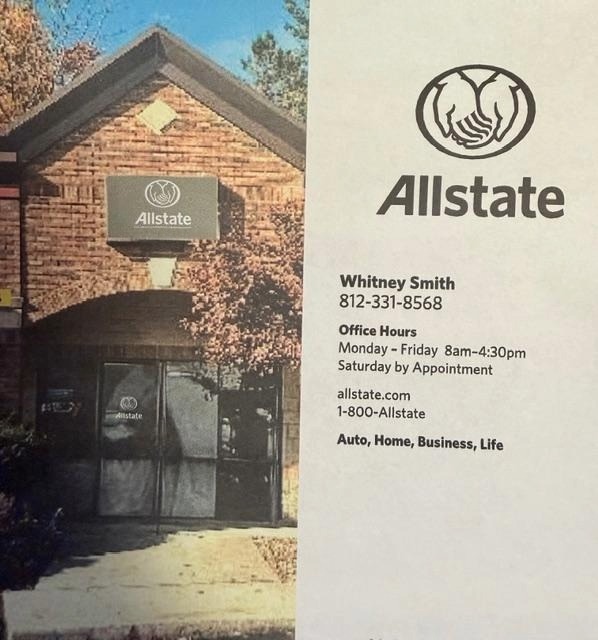 Allstate
Allstate
Allstate
Whitney Smith
812-331-8568
Office Hours
Monday – Friday 8am–4:30pm
Saturday by Appointment
allstate.com
1-800-Allstate
Auto, Home, Business, Life